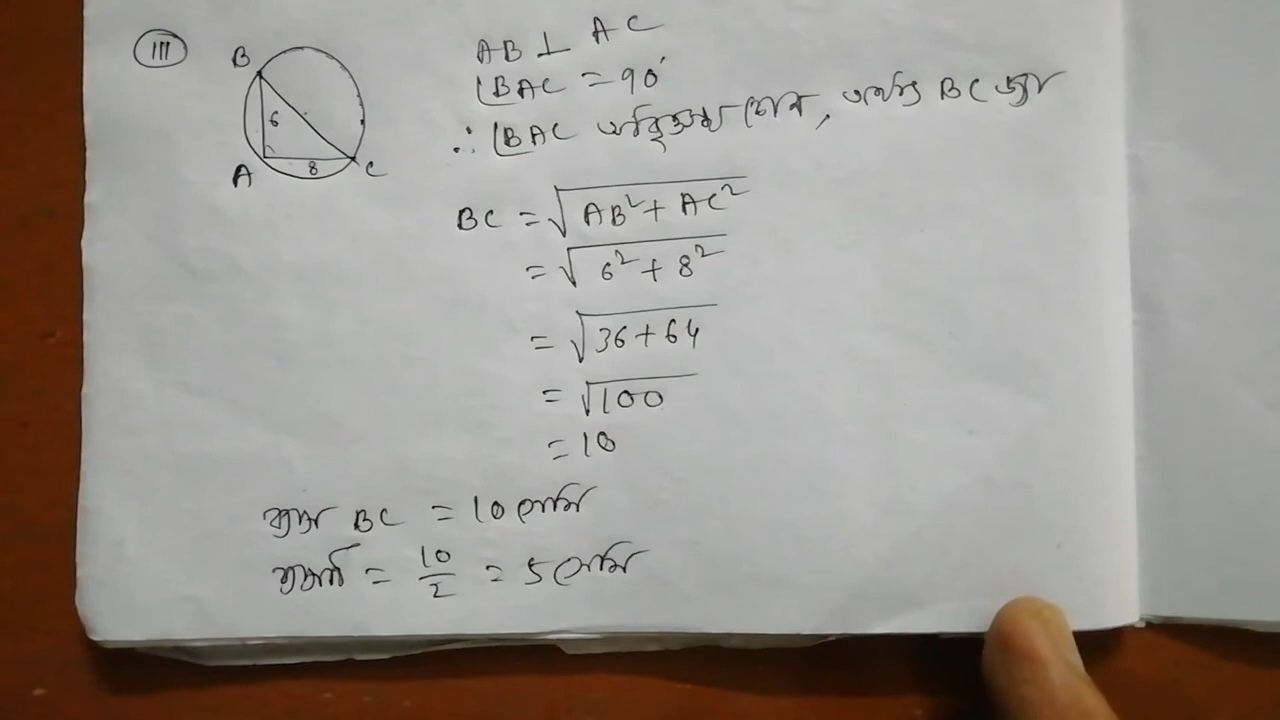 III
B
6
A 8 C
AB ⊥ AC
∠BAC = 90°
∴ ∠BAC অর্ধবৃত্তস্থ কোণ, অর্থাৎ BC ব্যাস
BC = √(AB² + AC²)
= √(6² + 8²)
= √(36 + 64)
= √100
= 10
ব্যাস BC = 10 সেমি
ব্যাসার্ধ = 10/2 = 5 সেমি